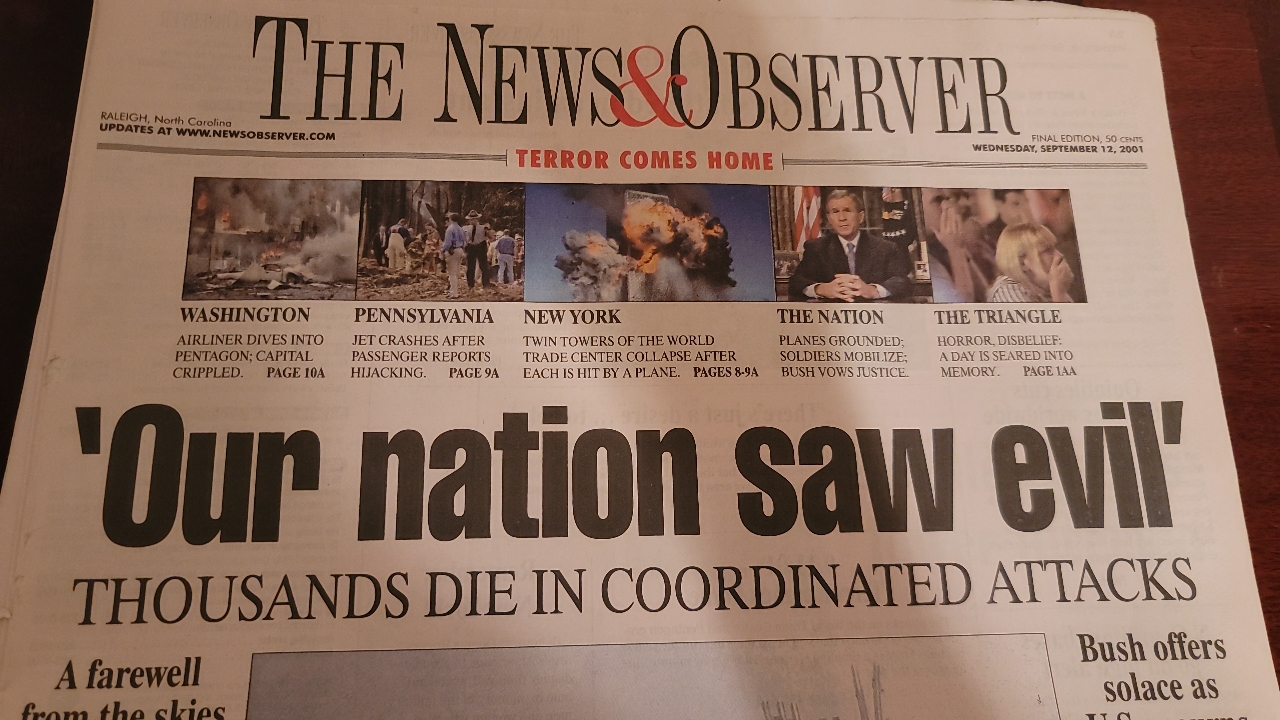 THE NEWS & OBSERVER
RALEIGH, North Carolina
UPDATES AT WWW.NEWSOBSERVER.COM
FINAL EDITION, 50 CENTS
WEDNESDAY, SEPTEMBER 12, 2001
TERROR COMES HOME
WASHINGTON
AIRLINER DIVES INTO
PENTAGON; CAPITAL
CRIPPLED. PAGE 10A
PENNSYLVANIA
JET CRASHES AFTER
PASSENGER REPORTS
HIJACKING. PAGE 9A
NEW YORK
TWIN TOWERS OF THE WORLD
TRADE CENTER COLLAPSE AFTER
EACH IS HIT BY A PLANE. PAGES 8-9A
THE NATION
PLANES GROUNDED;
SOLDIERS MOBILIZE;
BUSH VOWS JUSTICE.
THE TRIANGLE
HORROR, DISBELIEF:
A DAY IS SEARED INTO
MEMORY. PAGE 1AA
'Our nation saw evil'
THOUSANDS DIE IN COORDINATED ATTACKS
A farewell
from the skies
Bush offers
solace as